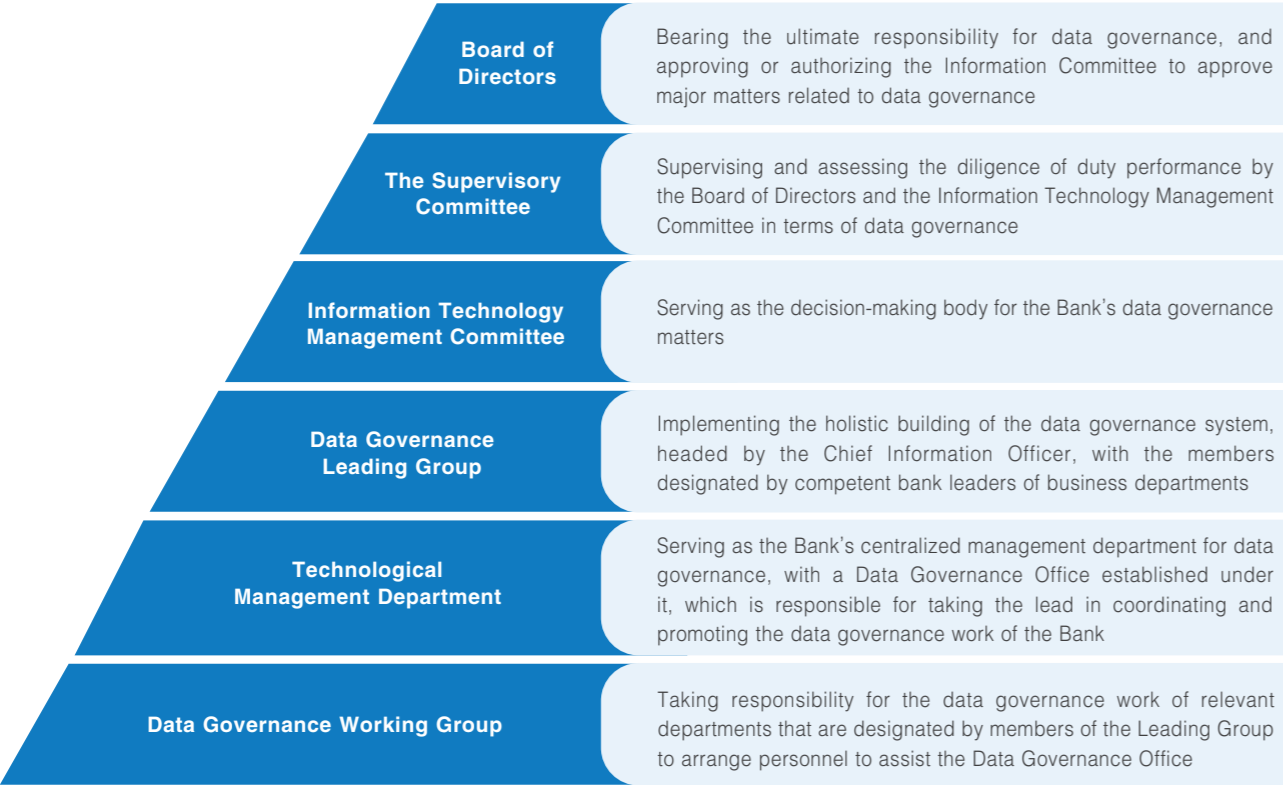 Board of
Directors
Bearing the ultimate responsibility for data governance, and
approving or authorizing the Information Committee to approve
major matters related to data governance
The Supervisory
Committee
Supervising and assessing the diligence of duty performance by
the Board of Directors and the Information Technology Management
Committee in terms of data governance
Information Technology
Management Committee
Serving as the decision-making body for the Bank's data governance
matters
Data Governance
Leading Group
Implementing the holistic building of the data governance system,
headed by the Chief Information Officer, with the members
designated by competent bank leaders of business departments
Technological
Management Department
Serving as the Bank's centralized management department for data
governance, with a Data Governance Office established under
it, which is responsible for taking the lead in coordinating and
promoting the data governance work of the Bank
Data Governance Working Group
Taking responsibility for the data governance work of relevant
departments that are designated by members of the Leading Group
to arrange personnel to assist the Data Governance Office